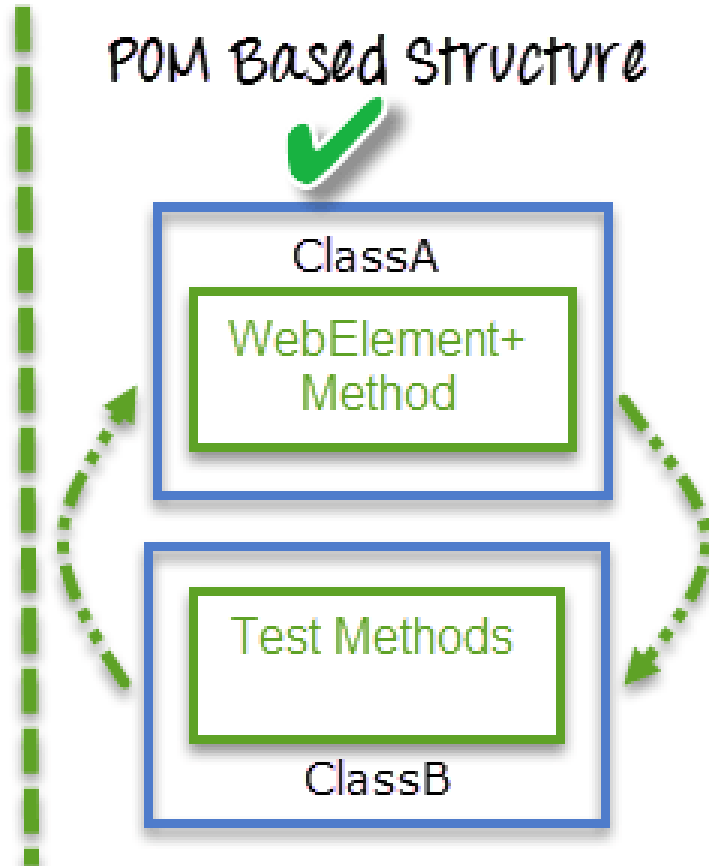 POM Based Structure
ClassA
WebElement+
Method
Test Methods
ClassB